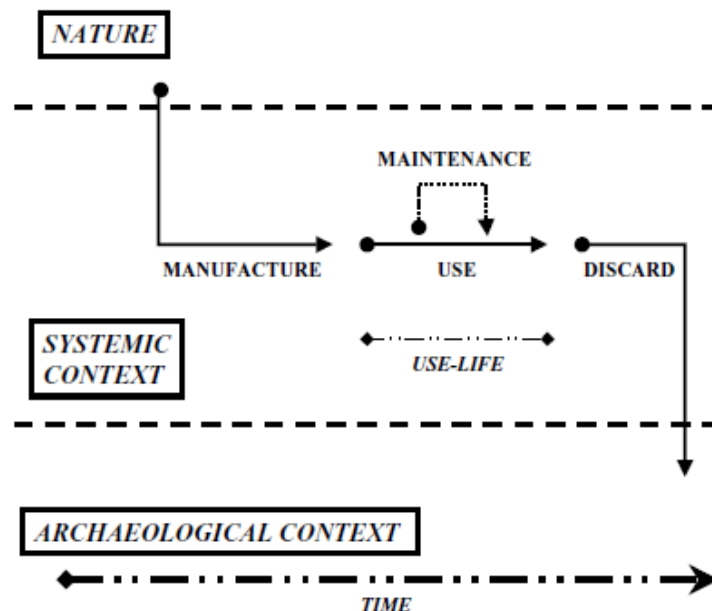 NATURE
MAINTENANCE
MANUFACTURE
USE
DISCARD
SYSTEMIC
CONTEXT
USE-LIFE
ARCHAEOLOGICAL CONTEXT
TIME